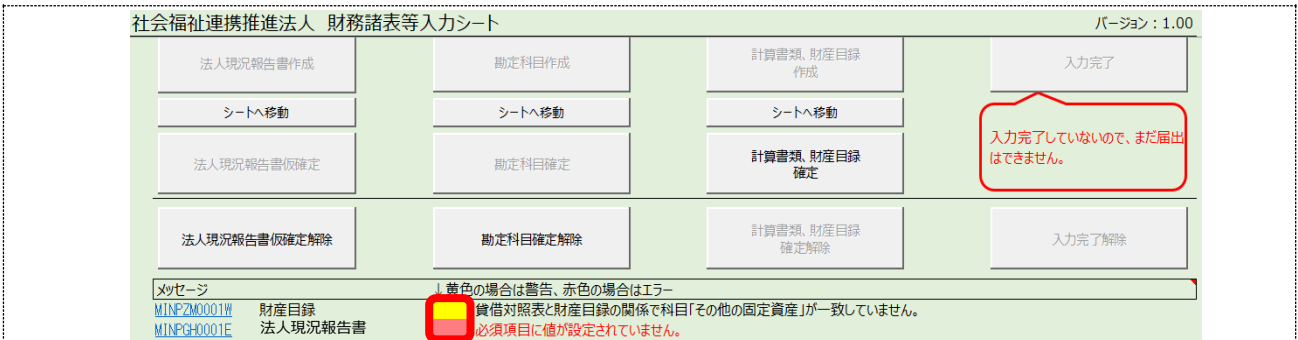 社会福祉連携推進法人 財務諸表等入力シート
バージョン：1.00
法人現況報告書作成
勘定科目作成
計算書類、財産目録
作成
入力完了
シートへ移動
シートへ移動
シートへ移動
入力完了していないので、まだ届出
はできません。
法人現況報告書仮確定
勘定科目確定
計算書類、財産目録
確定
法人現況報告書仮確定解除
勘定科目確定解除
計算書類、財産目録
確定解除
入力完了解除
メッセージ
↓黄色の場合は警告、赤色の場合はエラー
MINPZM0001W 財産目録 貸借対照表と財産目録の関係で科目「その他の固定資産」が一致していません。
MINPGH0001E 法人現況報告書 必須項目に値が設定されていません。